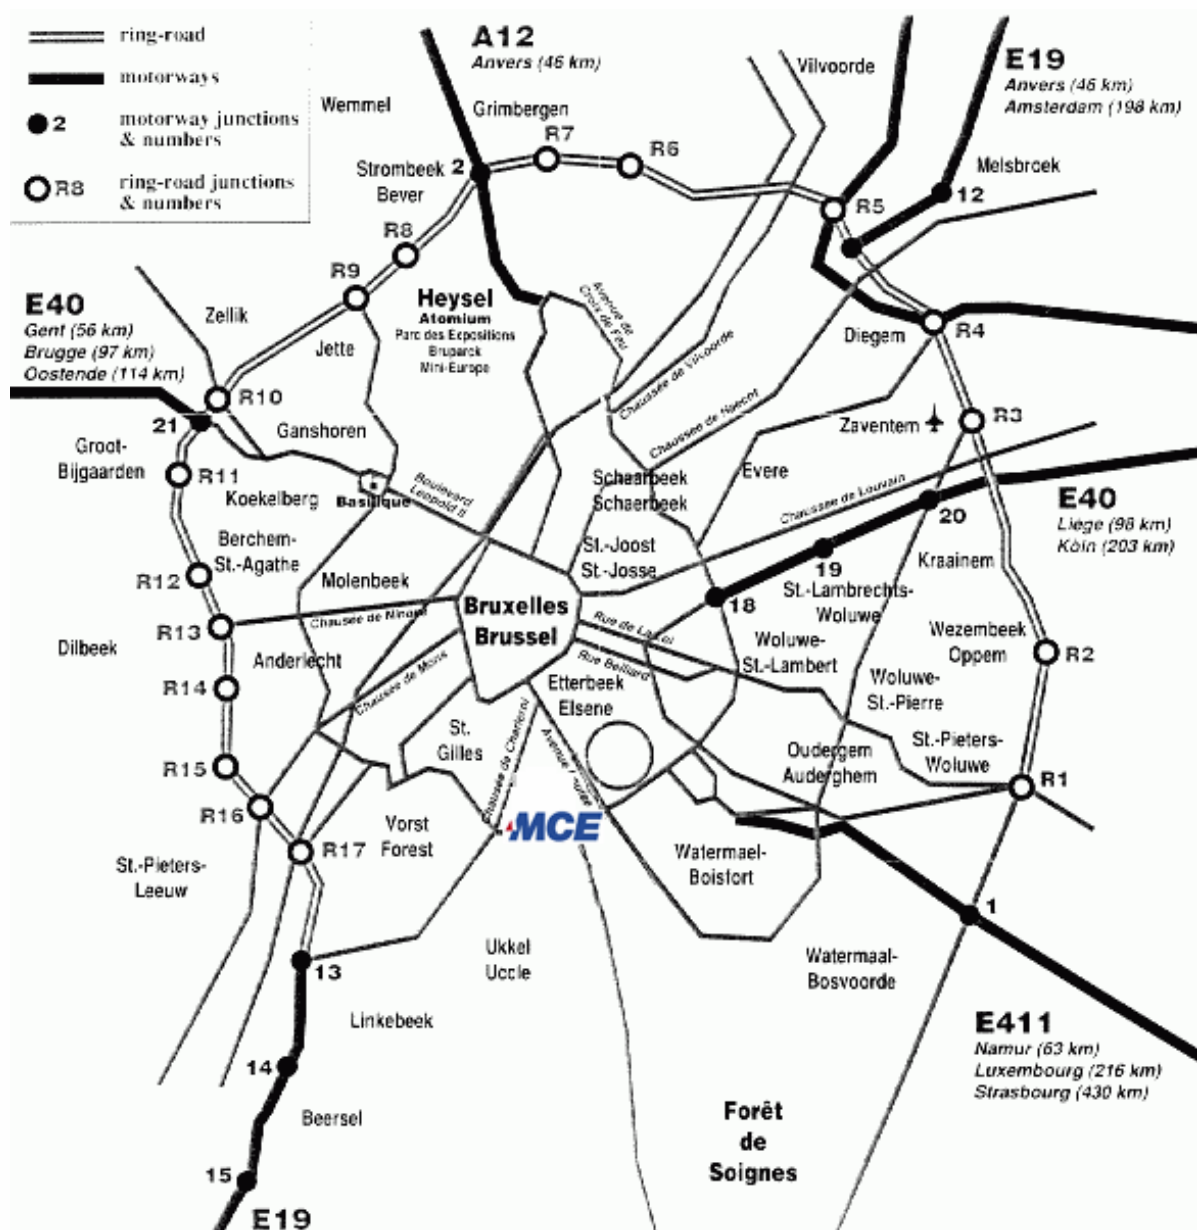 ring-road
motorways
2
motorway junctions
& numbers
R8
ring-road junctions
& numbers
A12
Anvers (46 km)
E19
Anvers (46 km)
Amsterdam (198 km)
Vilvoorde
Wemmel
Grimbergen
R7
R6
Melsbroek
Strombeek
Bever
2
12
R5
R8
R9
E40
Gent (56 km)
Brugge (97 km)
Oostende (114 km)
Zellik
Heysel
Atomium
Parc des Expositions
Bruparck
Mini-Europe
Avenue de
Croix de Feu
Jette
Diegem
R4
Chaussée de Vilvoorde
R10
21
Ganshoren
Chaussée de Haecht
Zaventem
R3
Groot-
Bijgaarden
R11
Koekelberg
Basilique
Boulevard
Leopold II
Schaarbeek
Schaerbeek
Evere
Chaussée de Louvain
20
E40
Liège (98 km)
Köln (203 km)
Berchem-
St.-Agathe
R12
Molenbeek
St.-Joost
St.-Josse
19
Kraainem
18
St.-Lambrechts-
Woluwe
R13
Chausée de Ninove
Bruxelles
Brussel
Rue de La Loi
Rue Belliard
Woluwe-
St.-Lambert
Wezembeek
Oppem
R2
Dilbeek
Anderlecht
Chaussée de Mons
Etterbeek
Elsene
Woluwe-
St.-Pierre
R14
St.
Gilles
Chaussée de Charleroi
Avenue Louise
Oudergem
Auderghem
St.-Pieters-
Woluwe
R15
R1
R16
MCE
R17
Vorst
Forest
St.-Pieters-
Leeuw
Watermael-
Boisfort
1
13
Ukkel
Uccle
Watermaal-
Bosvoorde
Linkebeek
E411
Namur (63 km)
Luxembourg (216 km)
Strasbourg (430 km)
14
Beersel
Forêt
de
Soignes
15
E19